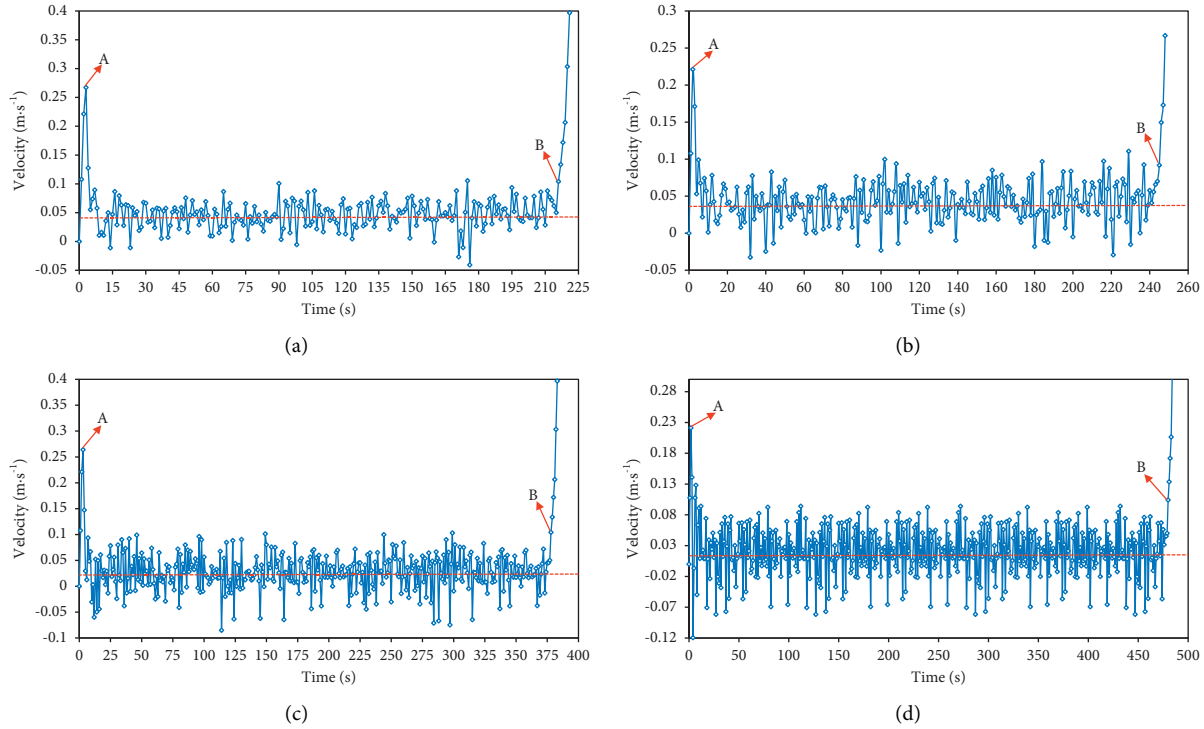 0.4
0.35
0.3
0.25
0.2
0.15
0.1
0.05
0
-0.05
Velocity (m·s-1)
A
B
0 15 30 45 60 75 90 105 120 135 150 165 180 195 210 225
Time (s)
(a)
0.3
0.25
0.2
0.15
0.1
0.05
0
-0.05
Velocity (m·s-1)
A
B
0 20 40 60 80 100 120 140 160 180 200 220 240 260
Time (s)
(b)
0.4
0.35
0.3
0.25
0.2
0.15
0.1
0.05
0
-0.05
-0.1
Velocity (m·s-1)
A
B
0 25 50 75 100 125 150 175 200 225 250 275 300 325 350 375 400
Time (s)
(c)
0.28
0.23
0.18
0.13
0.08
0.03
-0.02
-0.07
-0.12
Velocity (m·s-1)
A
B
0 50 100 150 200 250 300 350 400 450 500
Time (s)
(d)